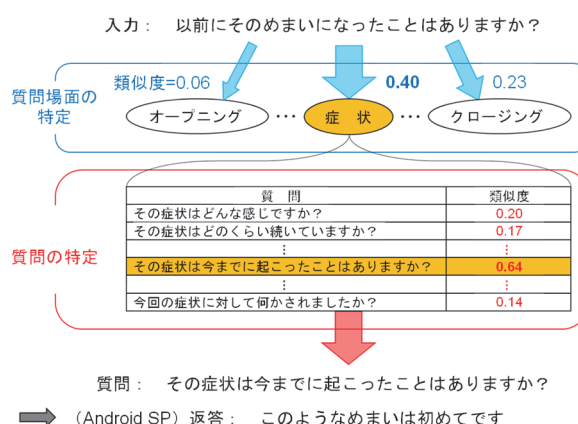 入力： 以前にそのめまいになったことはありますか？
質問場面の
特定
類似度=0.06 0.40 0.23
オープニング … 症 状 … クロージング
質問の特定
質 問 類似度
その症状はどんな感じですか？ 0.20
その症状はどのくらい続いていますか？ 0.17
⋮ ⋮
その症状は今までに起こったことはありますか？ 0.64
⋮ ⋮
今回の症状に対して何かされましたか？ 0.14
質問： その症状は今までに起こったことはありますか？
（Android SP）返答： このようなめまいは初めてです